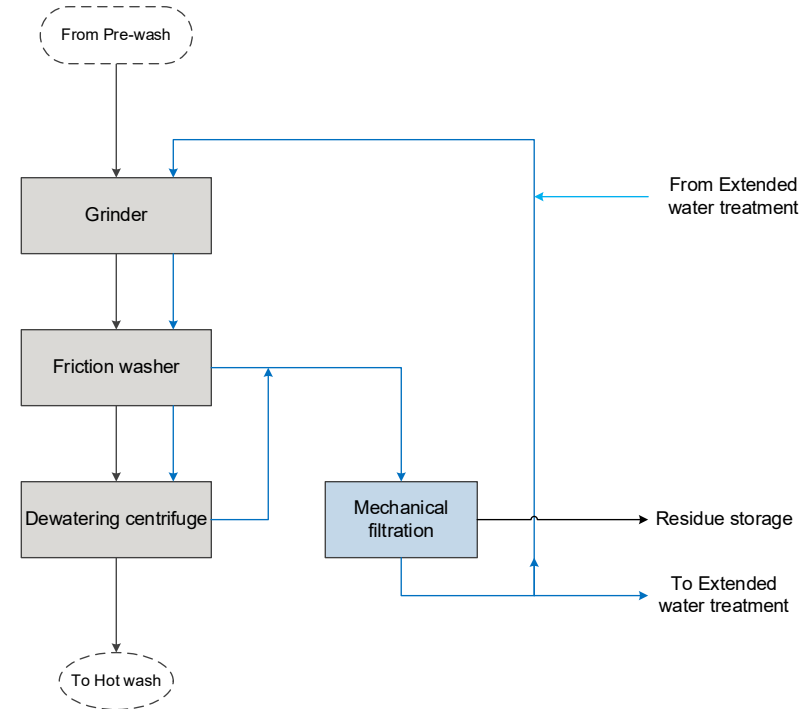 From Pre-wash
From Extended
water treatment
Grinder
Friction washer
Dewatering centrifuge
Mechanical
filtration
Residue storage
To Extended
water treatment
To Hot wash